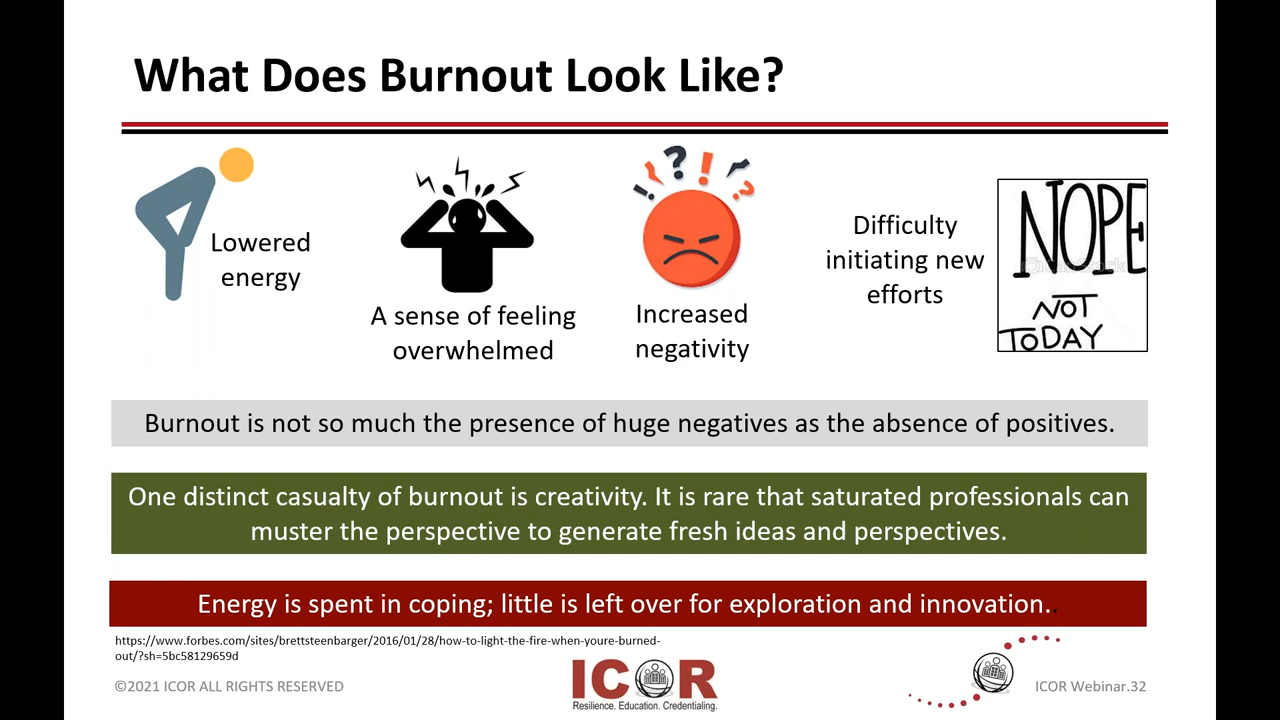 What Does Burnout Look Like?
Lowered
energy
A sense of feeling
overwhelmed
Increased
negativity
Difficulty
initiating new
efforts
NOPE
NOT
TODAY
Burnout is not so much the presence of huge negatives as the absence of positives.
One distinct casualty of burnout is creativity. It is rare that saturated professionals can
muster the perspective to generate fresh ideas and perspectives.
Energy is spent in coping; little is left over for exploration and innovation..
https://www.forbes.com/sites/brettsteenbarger/2016/01/28/how-to-light-the-fire-when-youre-burned-
out/?sh=5bc58129659d
©2021 ICOR ALL RIGHTS RESERVED
ICOR
Resilience. Education. Credentialing.
ICOR Webinar.32